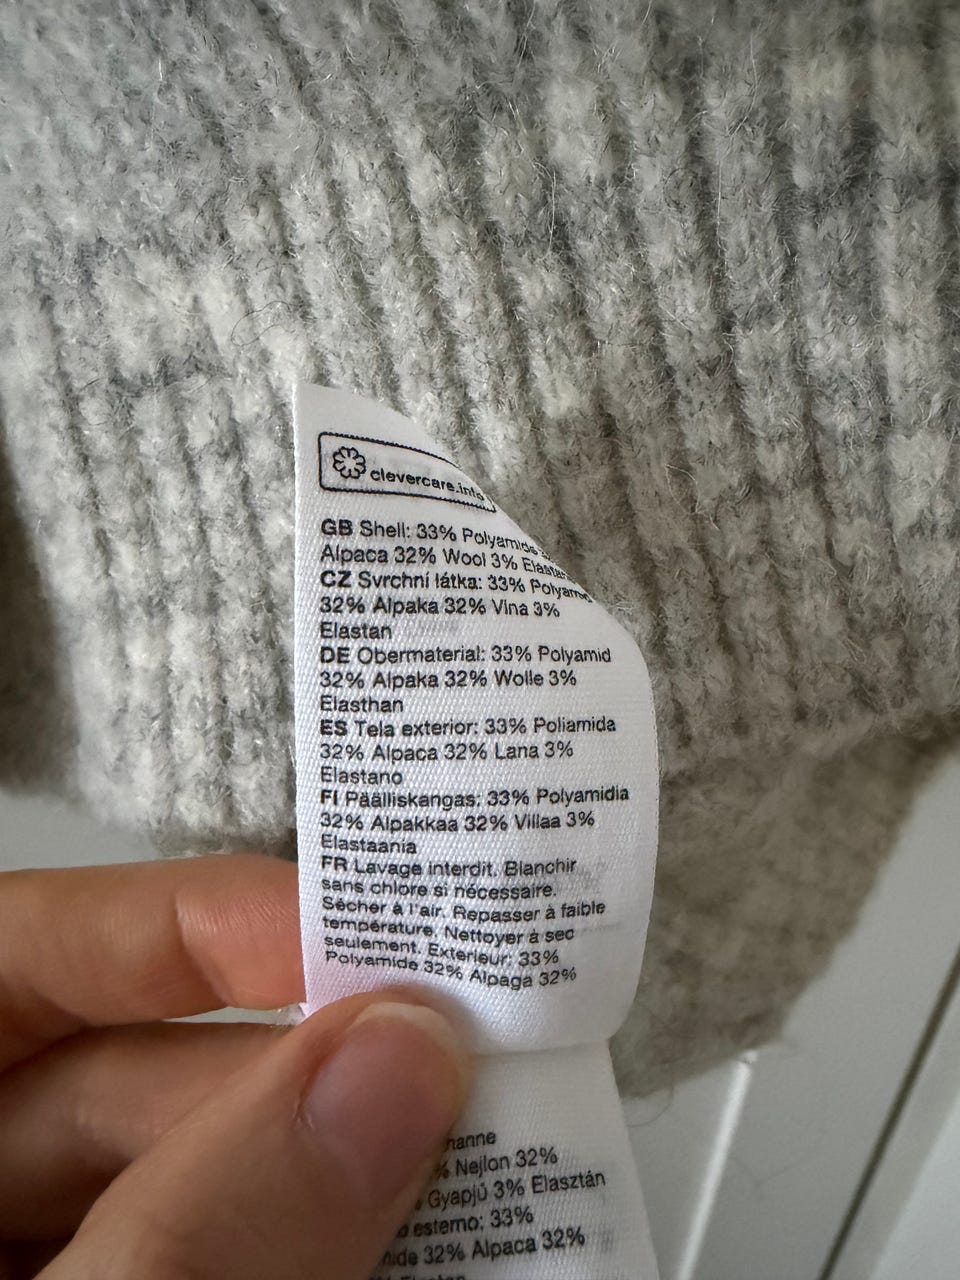 clevercare.info
GB Shell: 33% Polyamide
Alpaca 32% Wool 3% Elastan
CZ Svrchní látka: 33% Polyamid
32% Alpaka 32% Vlna 3%
Elastan
DE Obermaterial: 33% Polyamid
32% Alpaka 32% Wolle 3%
Elasthan
ES Tela exterior: 33% Poliamida
32% Alpaca 32% Lana 3%
Elastano
FI Päälliskangas: 33% Polyamidia
32% Alpakkaa 32% Villaa 3%
Elastaania
FR Lavage interdit. Blanchir
sans chlore si nécessaire.
Sécher à l'air. Repasser à faible
température. Nettoyer à sec
seulement. Exterieur: 33%
Polyamide 32% Alpaga 32%
% Nejlon 32%
Gyapjú 3% Elasztán
esterno: 33%
32% Alpaca 32%